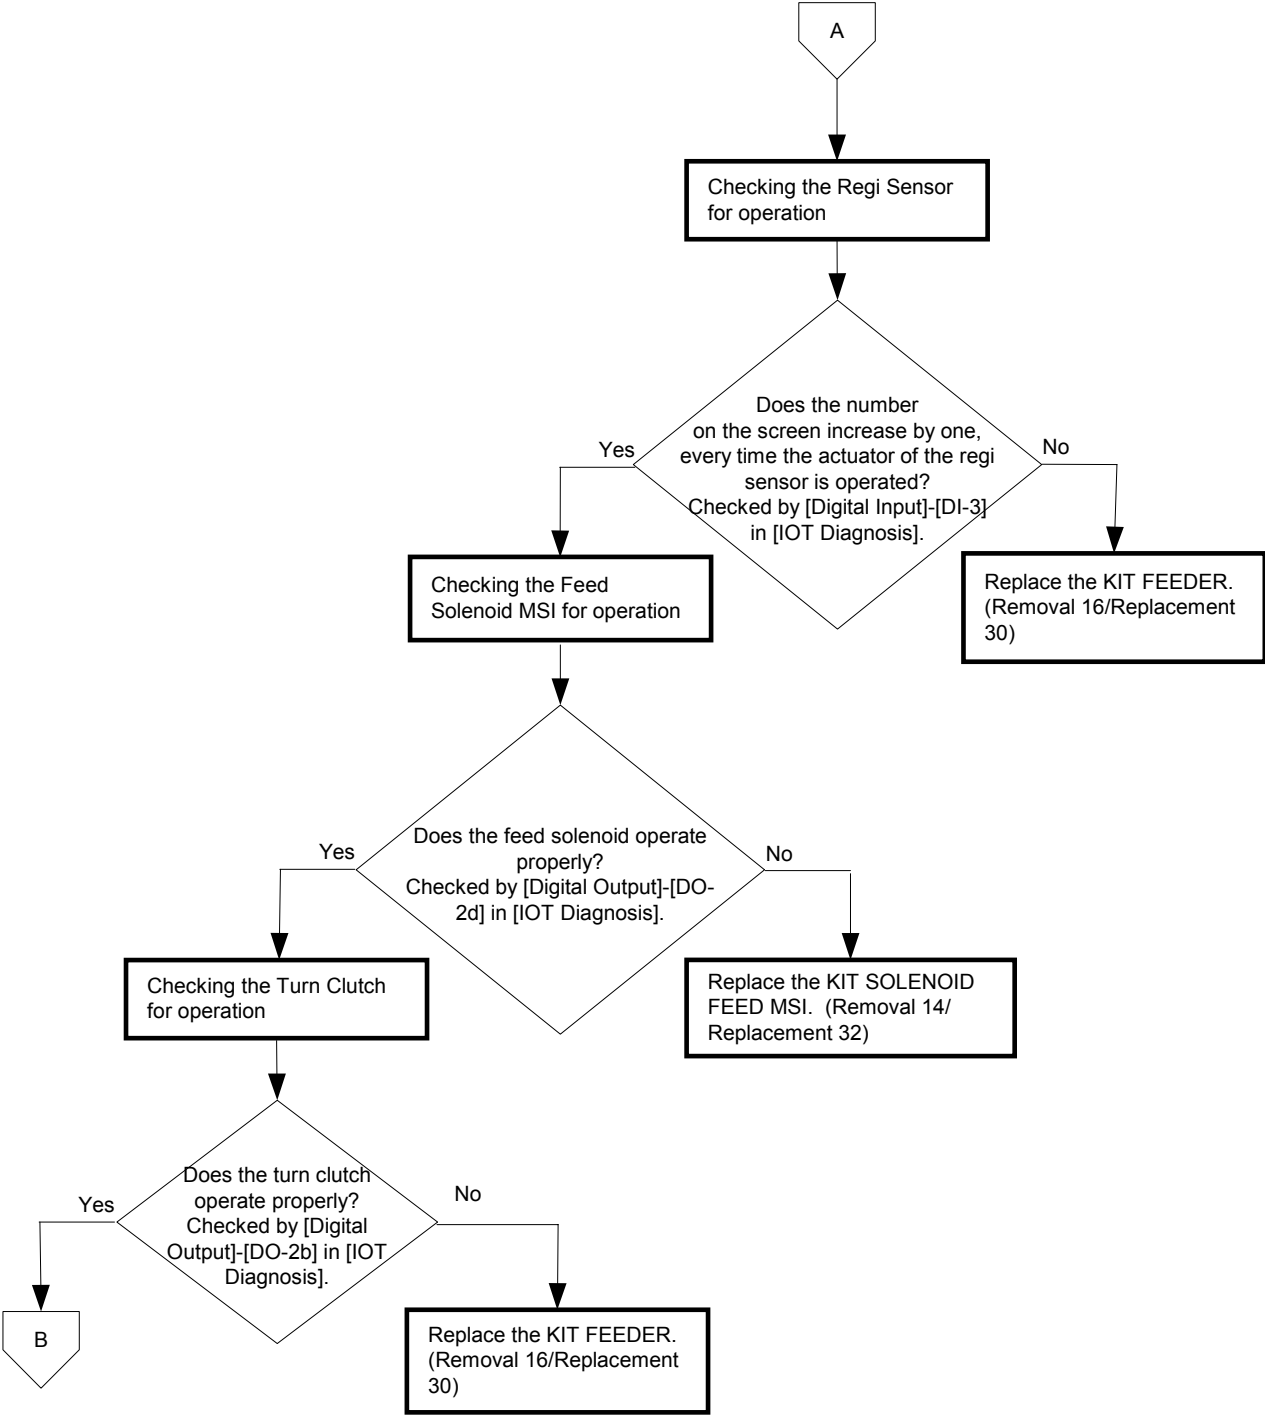 A
Checking the Regi Sensor
for operation
Does the number
on the screen increase by one,
every time the actuator of the regi
sensor is operated?
Checked by [Digital Input]-[DI-3]
in [IOT Diagnosis].
Yes
No
Checking the Feed
Solenoid MSI for operation
Replace the KIT FEEDER.
(Removal 16/Replacement
30)
Does the feed solenoid operate
properly?
Checked by [Digital Output]-[DO-
2d] in [IOT Diagnosis].
Yes
No
Checking the Turn Clutch
for operation
Replace the KIT SOLENOID
FEED MSI.  (Removal 14/
Replacement 32)
Does the turn clutch
operate properly?
Checked by [Digital
Output]-[DO-2b] in [IOT
Diagnosis].
Yes
No
B
Replace the KIT FEEDER.
(Removal 16/Replacement
30)